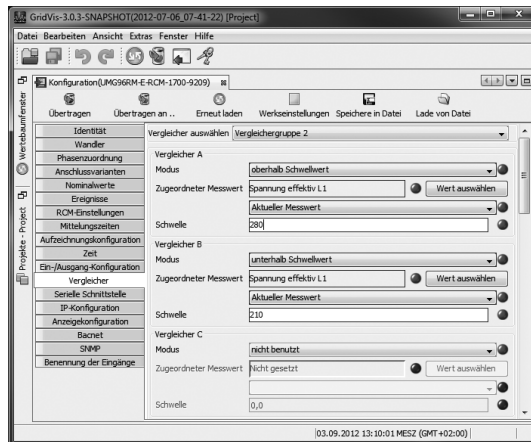 GridVis-3.0.3-SNAPSHOT(2012-07-06_07-41-22) [Project]
Datei Bearbeiten Ansicht Extras Fenster Hilfe
Wertebaumfenster
Projekte - Project
Konfiguration(UMG96RM-E-RCM-1700-9209)
Übertragen Übertragen an .. Erneut laden Werkseinstellungen Speichere in Datei Lade von Datei
Identität
Wandler
Phasenzuordnung
Anschlussvarianten
Nominalwerte
Ereignisse
RCM-Einstellungen
Mittelungszeiten
Aufzeichnungskonfiguration
Zeit
Ein-/Ausgang-Konfiguration
Vergleicher
Serielle Schnittstelle
IP-Konfiguration
Anzeigekonfiguration
Bacnet
SNMP
Benennung der Eingänge
Vergleicher auswählen Vergleichergruppe 2
Vergleicher A
Modus oberhalb Schwellwert
Zugeordneter Messwert Spannung effektiv L1 Wert auswählen
Aktueller Messwert
Schwelle 280
Vergleicher B
Modus unterhalb Schwellwert
Zugeordneter Messwert Spannung effektiv L1 Wert auswählen
Aktueller Messwert
Schwelle 210
Vergleicher C
Modus nicht benutzt
Zugeordneter Messwert Nicht gesetzt Wert auswählen
Schwelle 0,0
03.09.2012 13:10:01 MESZ (GMT+02:00)